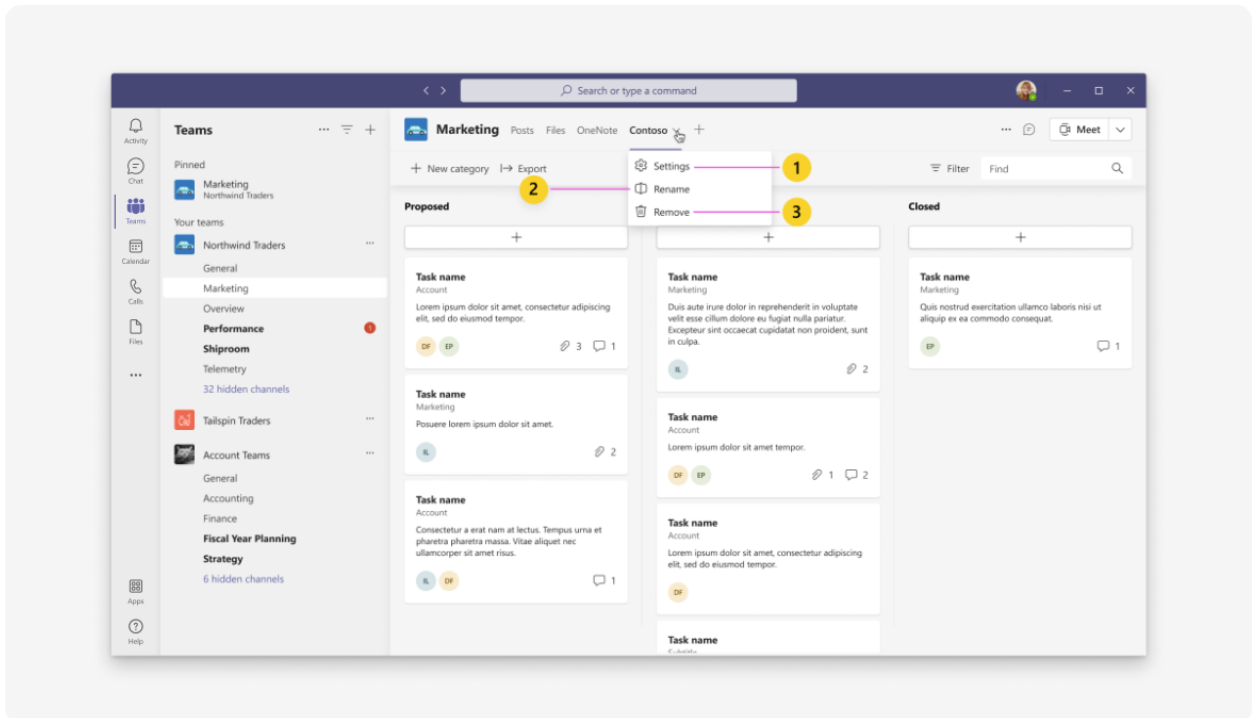 Search or type a command
Activity
Chat
Teams
Calendar
Calls
Files
Apps
Help
Teams
Pinned
Marketing
Northwind Traders
Your teams
Northwind Traders
General
Marketing
Overview
Performance 1
Shiproom
Telemetry
32 hidden channels
Tailspin Traders
Account Teams
General
Accounting
Finance
Fiscal Year Planning
Strategy
6 hidden channels
Marketing Posts Files OneNote Contoso
Meet
New category Export
Filter Find
Settings 1
2 Rename
Remove 3
Proposed
Task name
Account
Lorem ipsum dolor sit amet, consectetur adipiscing
elit, sed do eiusmod tempor.
DF EP 3 1
Task name
Marketing
Posuere lorem ipsum dolor sit amet.
IL 2
Task name
Account
Consectetur a erat nam at lectus. Tempus urna et
pharetra pharetra massa. Vitae aliquet nec
ullamcorper sit amet risus.
IL DF 1
Task name
Marketing
Duis aute irure dolor in reprehenderit in voluptate
velit esse cillum dolore eu fugiat nulla pariatur.
Excepteur sint occaecat cupidatat non proident, sunt
in culpa.
IL 2
Task name
Account
Lorem ipsum dolor sit amet tempor.
DF EP 1 2
Task name
Account
Lorem ipsum dolor sit amet, consectetur adipiscing
elit, sed do eiusmod tempor.
DF
Task name
Closed
Task name
Marketing
Quis nostrud exercitation ullamco laboris nisi ut
aliquip ex ea commodo consequat.
EP 1